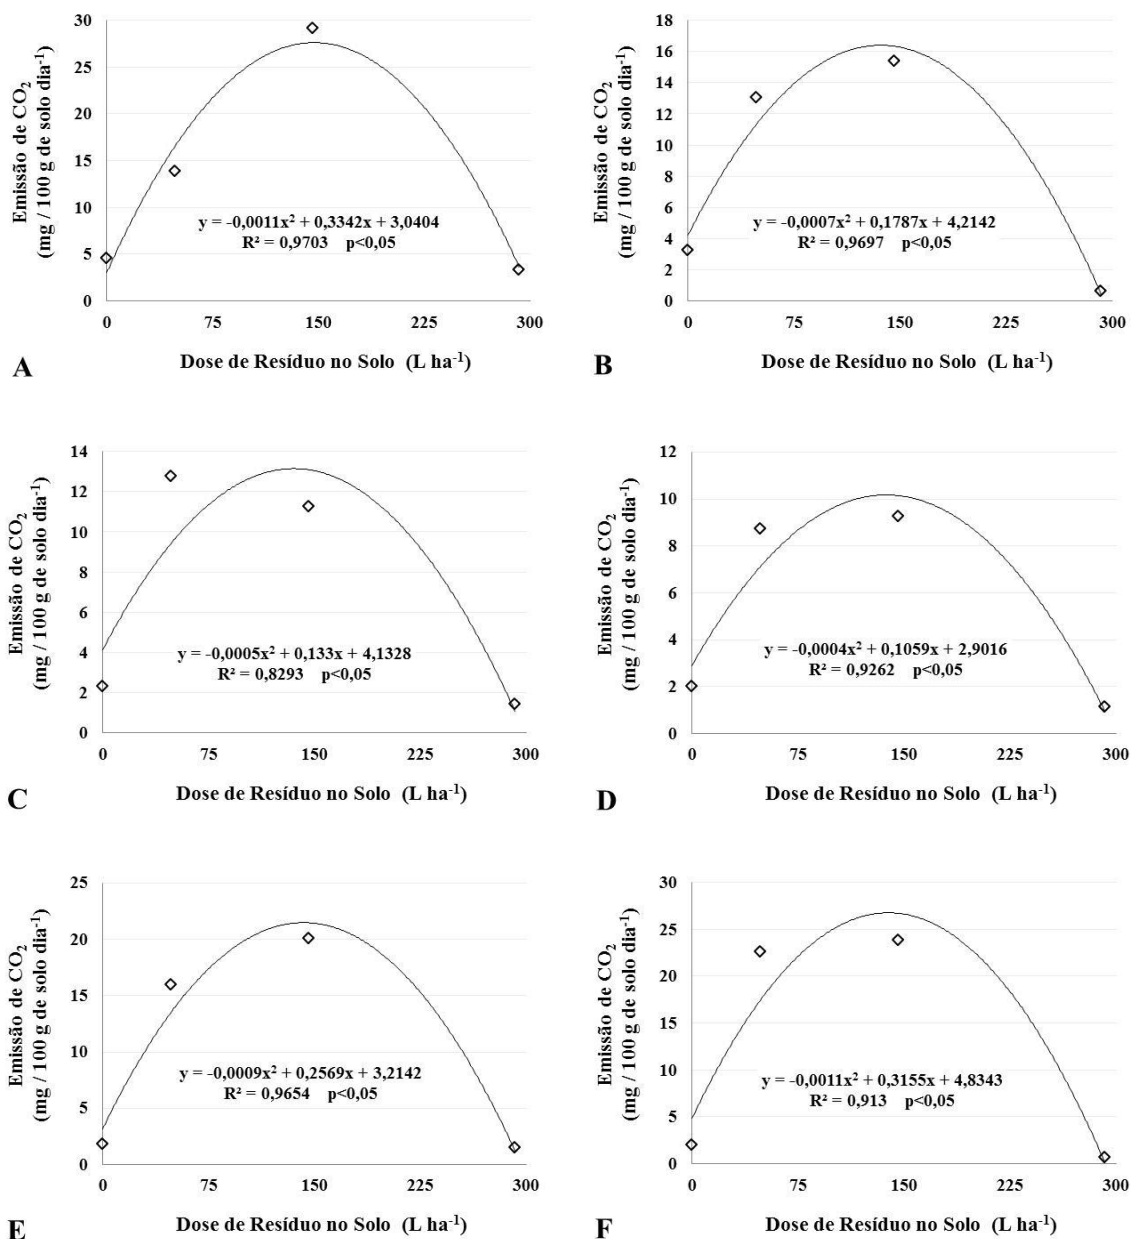 Emissão de CO₂
(mg / 100 g de solo dia⁻¹)
30
25
20
15
10
5
0
y = -0,0011x² + 0,3342x + 3,0404
R² = 0,9703 p<0,05
0 75 150 225 300
Dose de Resíduo no Solo (L ha⁻¹)
A
Emissão de CO₂
(mg / 100 g de solo dia⁻¹)
18
16
14
12
10
8
6
4
2
0
y = -0,0007x² + 0,1787x + 4,2142
R² = 0,9697 p<0,05
0 75 150 225 300
Dose de Resíduo no Solo (L ha⁻¹)
B
Emissão de CO₂
(mg / 100 g de solo dia⁻¹)
14
12
10
8
6
4
2
0
y = -0,0005x² + 0,133x + 4,1328
R² = 0,8293 p<0,05
0 75 150 225 300
Dose de Resíduo no Solo (L ha⁻¹)
C
Emissão de CO₂
(mg / 100 g de solo dia⁻¹)
12
10
8
6
4
2
0
y = -0,0004x² + 0,1059x + 2,9016
R² = 0,9262 p<0,05
0 75 150 225 300
Dose de Resíduo no Solo (L ha⁻¹)
D
Emissão de CO₂
(mg / 100 g de solo dia⁻¹)
25
20
15
10
5
0
y = -0,0009x² + 0,2569x + 3,2142
R² = 0,9654 p<0,05
0 75 150 225 300
Dose de Resíduo no Solo (L ha⁻¹)
E
Emissão de CO₂
(mg / 100 g de solo dia⁻¹)
30
25
20
15
10
5
0
y = -0,0011x² + 0,3155x + 4,8343
R² = 0,913 p<0,05
0 75 150 225 300
Dose de Resíduo no Solo (L ha⁻¹)
F